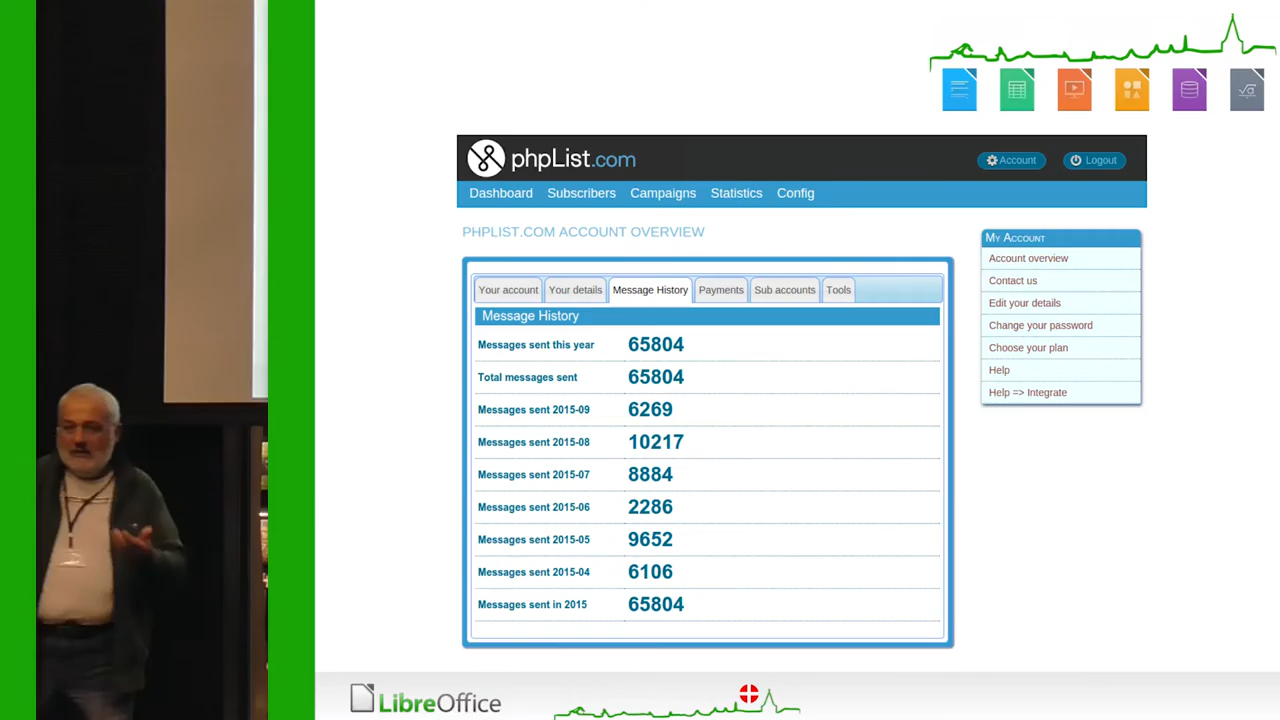 phpList.com
Account
Logout
Dashboard Subscribers Campaigns Statistics Config
PHPLIST.COM ACCOUNT OVERVIEW
Your account Your details Message History Payments Sub accounts Tools
Message History
Messages sent this year 65804
Total messages sent 65804
Messages sent 2015-09 6269
Messages sent 2015-08 10217
Messages sent 2015-07 8884
Messages sent 2015-06 2286
Messages sent 2015-05 9652
Messages sent 2015-04 6106
Messages sent in 2015 65804
My Account
Account overview
Contact us
Edit your details
Change your password
Choose your plan
Help
Help => Integrate
LibreOffice